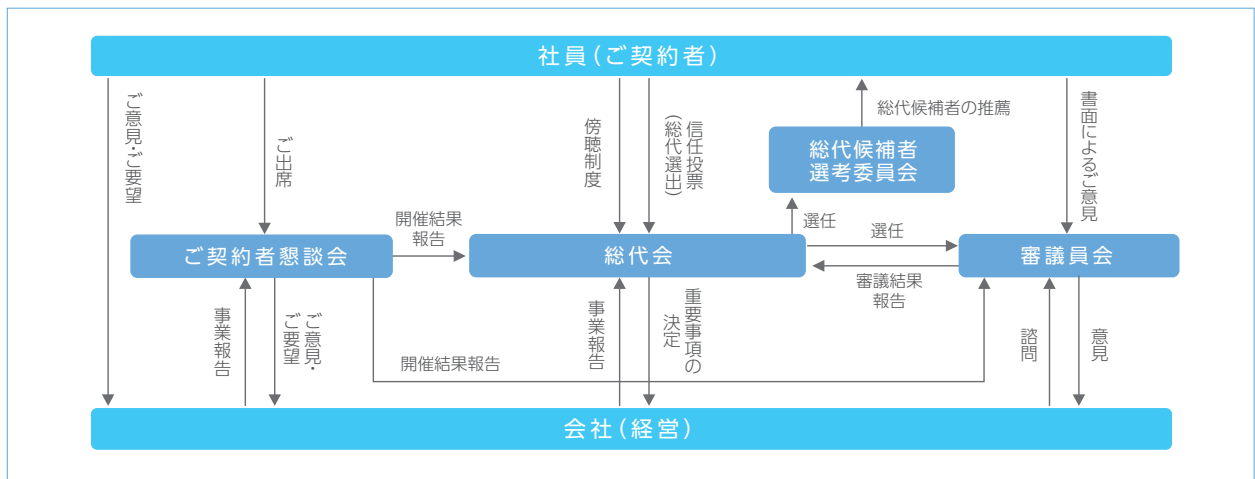 社員（ご契約者）
ご意見・ご要望
ご出席
傍聴制度
信任投票
（総代選出）
総代候補者の推薦
書面によるご意見
総代候補者
選考委員会
開催結果
報告
選任
選任
ご契約者懇談会
総代会
審議員会
審議結果
報告
事業報告
ご意見・
ご要望
開催結果報告
事業報告
重要事項の
決定
諮問
意見
会社（経営）